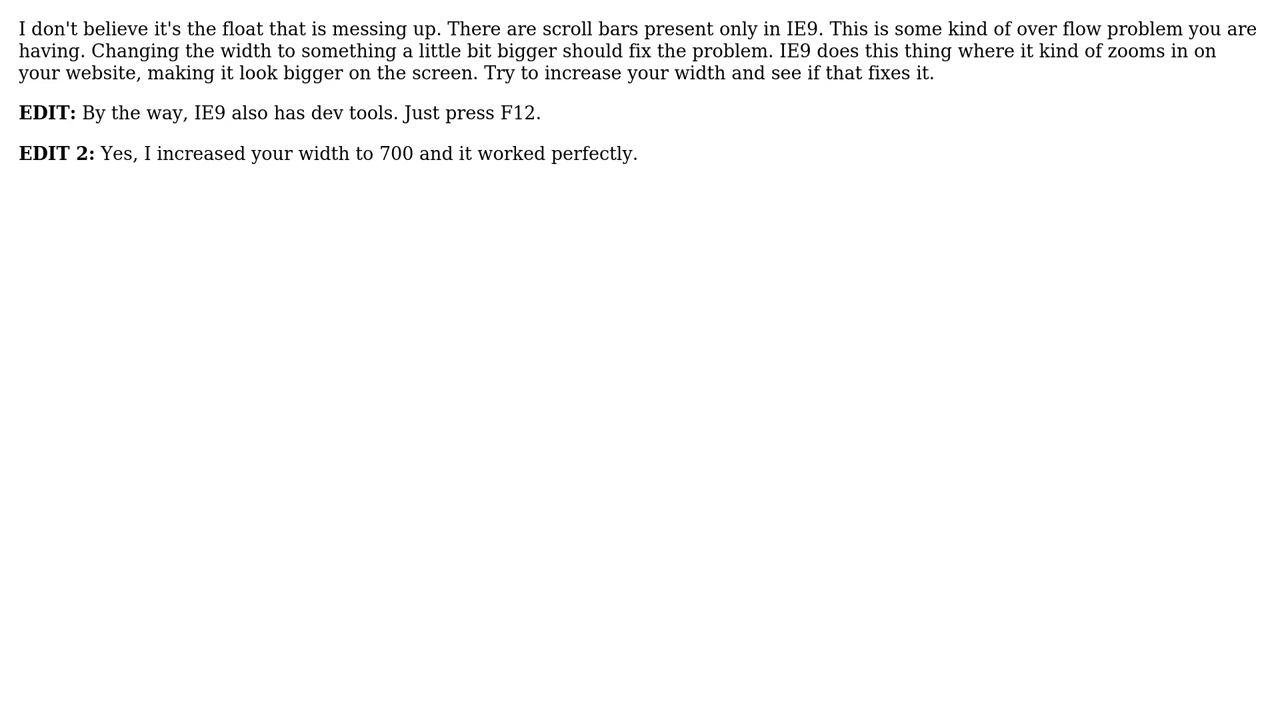 I don't believe it's the float that is messing up. There are scroll bars present only in IE9. This is some kind of over flow problem you are
having. Changing the width to something a little bit bigger should fix the problem. IE9 does this thing where it kind of zooms in on
your website, making it look bigger on the screen. Try to increase your width and see if that fixes it.
EDIT: By the way, IE9 also has dev tools. Just press F12.
EDIT 2: Yes, I increased your width to 700 and it worked perfectly.